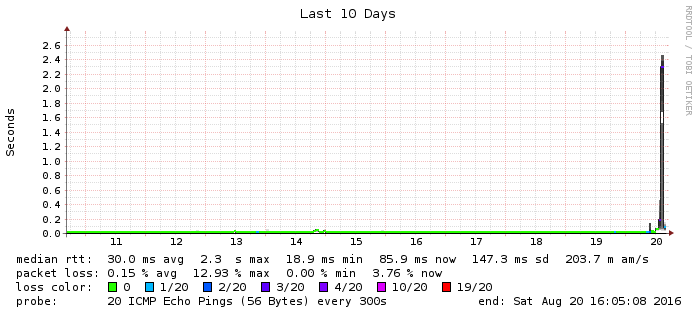 Last 10 Days
RRDTOOL / TOBI OETIKER
Seconds
2.6
2.4
2.2
2.0
1.8
1.6
1.4
1.2
1.0
0.8
0.6
0.4
0.2
0.0
11 12 13 14 15 16 17 18 19 20
median rtt: 30.0 ms avg 2.3 s max 18.9 ms min 85.9 ms now 147.3 ms sd 203.7 m am/s
packet loss: 0.15 % avg 12.93 % max 0.00 % min 3.76 % now
loss color: 0 1/20 2/20 3/20 4/20 10/20 19/20
probe: 20 ICMP Echo Pings (56 Bytes) every 300s end: Sat Aug 20 16:05:08 2016